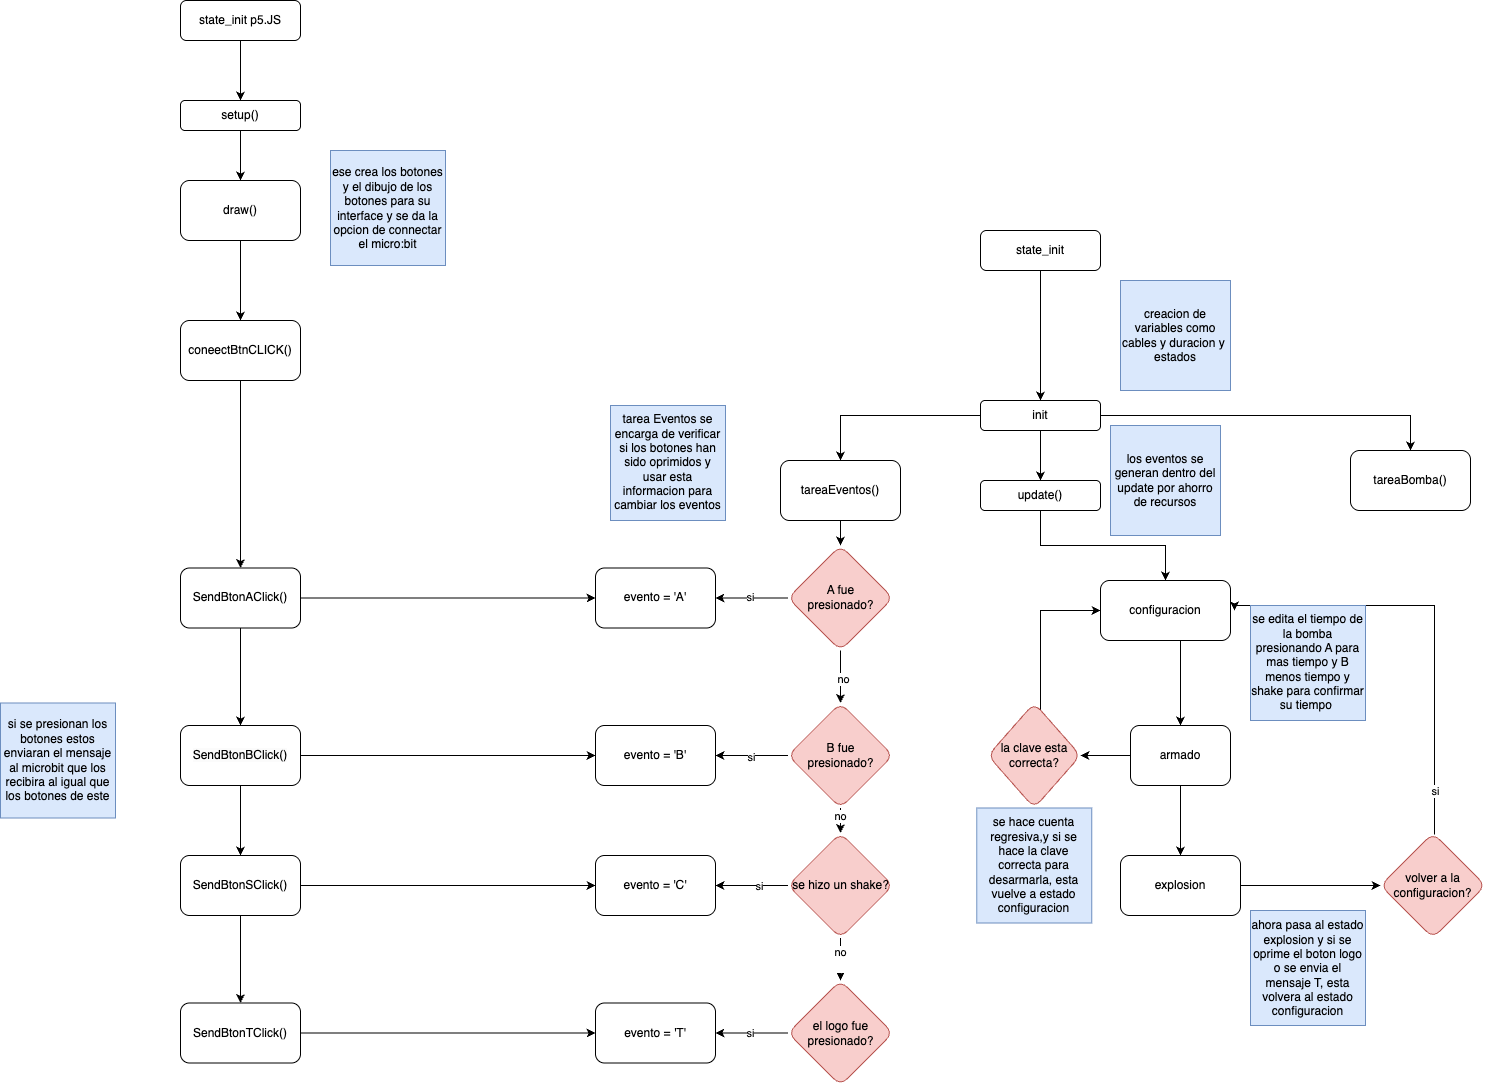 state_init p5.JS
setup()
ese crea los botones
y el dibujo de los
botones para su
interface y se da la
opcion de connectar
el micro:bit
draw()
coneectBtnCLICK()
SendBtonAClick()
si se presionan los
botones estos
enviaran el mensaje
al microbit que los
recibira al igual que
los botones de este
SendBtonBClick()
SendBtonSClick()
SendBtonTClick()
tarea Eventos se
encarga de verificar
si los botones han
sido oprimidos y
usar esta
informacion para
cambiar los eventos
tareaEventos()
evento = 'A'
si
A fue
presionado?
no
evento = 'B'
si
B fue
presionado?
no
evento = 'C'
si
se hizo un shake?
no
evento = 'T'
si
el logo fue
presionado?
state_init
creacion de
variables como
cables y duracion y
estados
init
los eventos se
generan dentro del
update por ahorro
de recursos
update()
tareaBomba()
configuracion
se edita el tiempo de
la bomba
presionando A para
mas tiempo y B
menos tiempo y
shake para confirmar
su tiempo
la clave esta
correcta?
armado
se hace cuenta
regresiva,y si se
hace la clave
correcta para
desarmarla, esta
vuelve a estado
configuracion
explosion
si
volver a la
configuracion?
ahora pasa al estado
explosion y si se
oprime el boton logo
o se envia el
mensaje T, esta
volvera al estado
configuracion